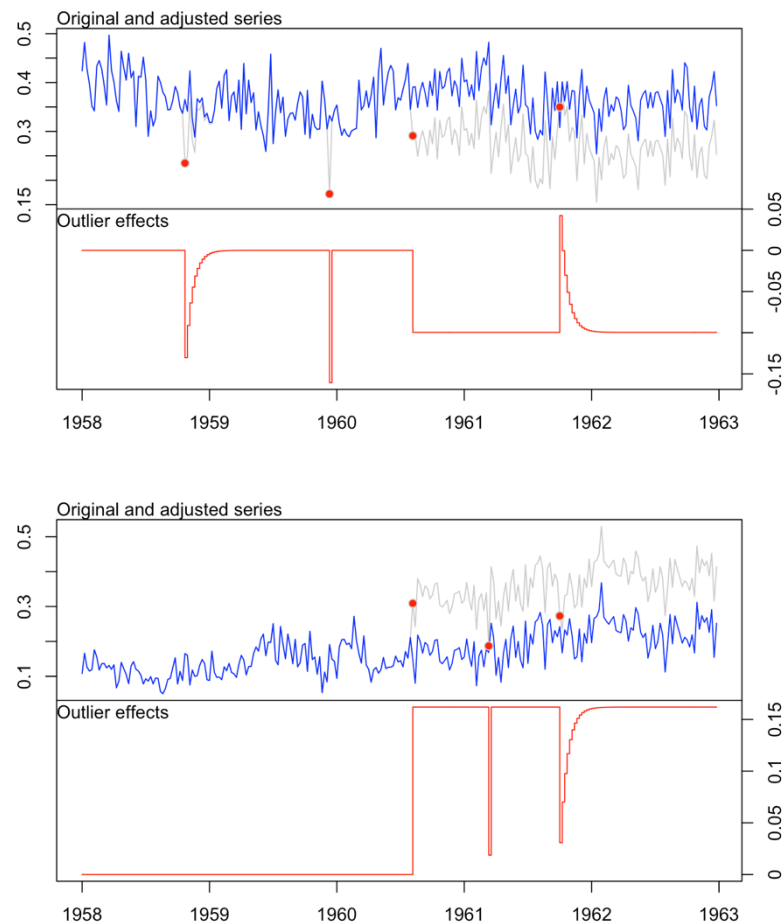 Original and adjusted series
0.5
0.4
0.3
0.15
Outlier effects
0.05
0
-0.05
-0.15
1958 1959 1960 1961 1962 1963
Original and adjusted series
0.5
0.3
0.1
Outlier effects
0.15
0.1
0.05
0
1958 1959 1960 1961 1962 1963